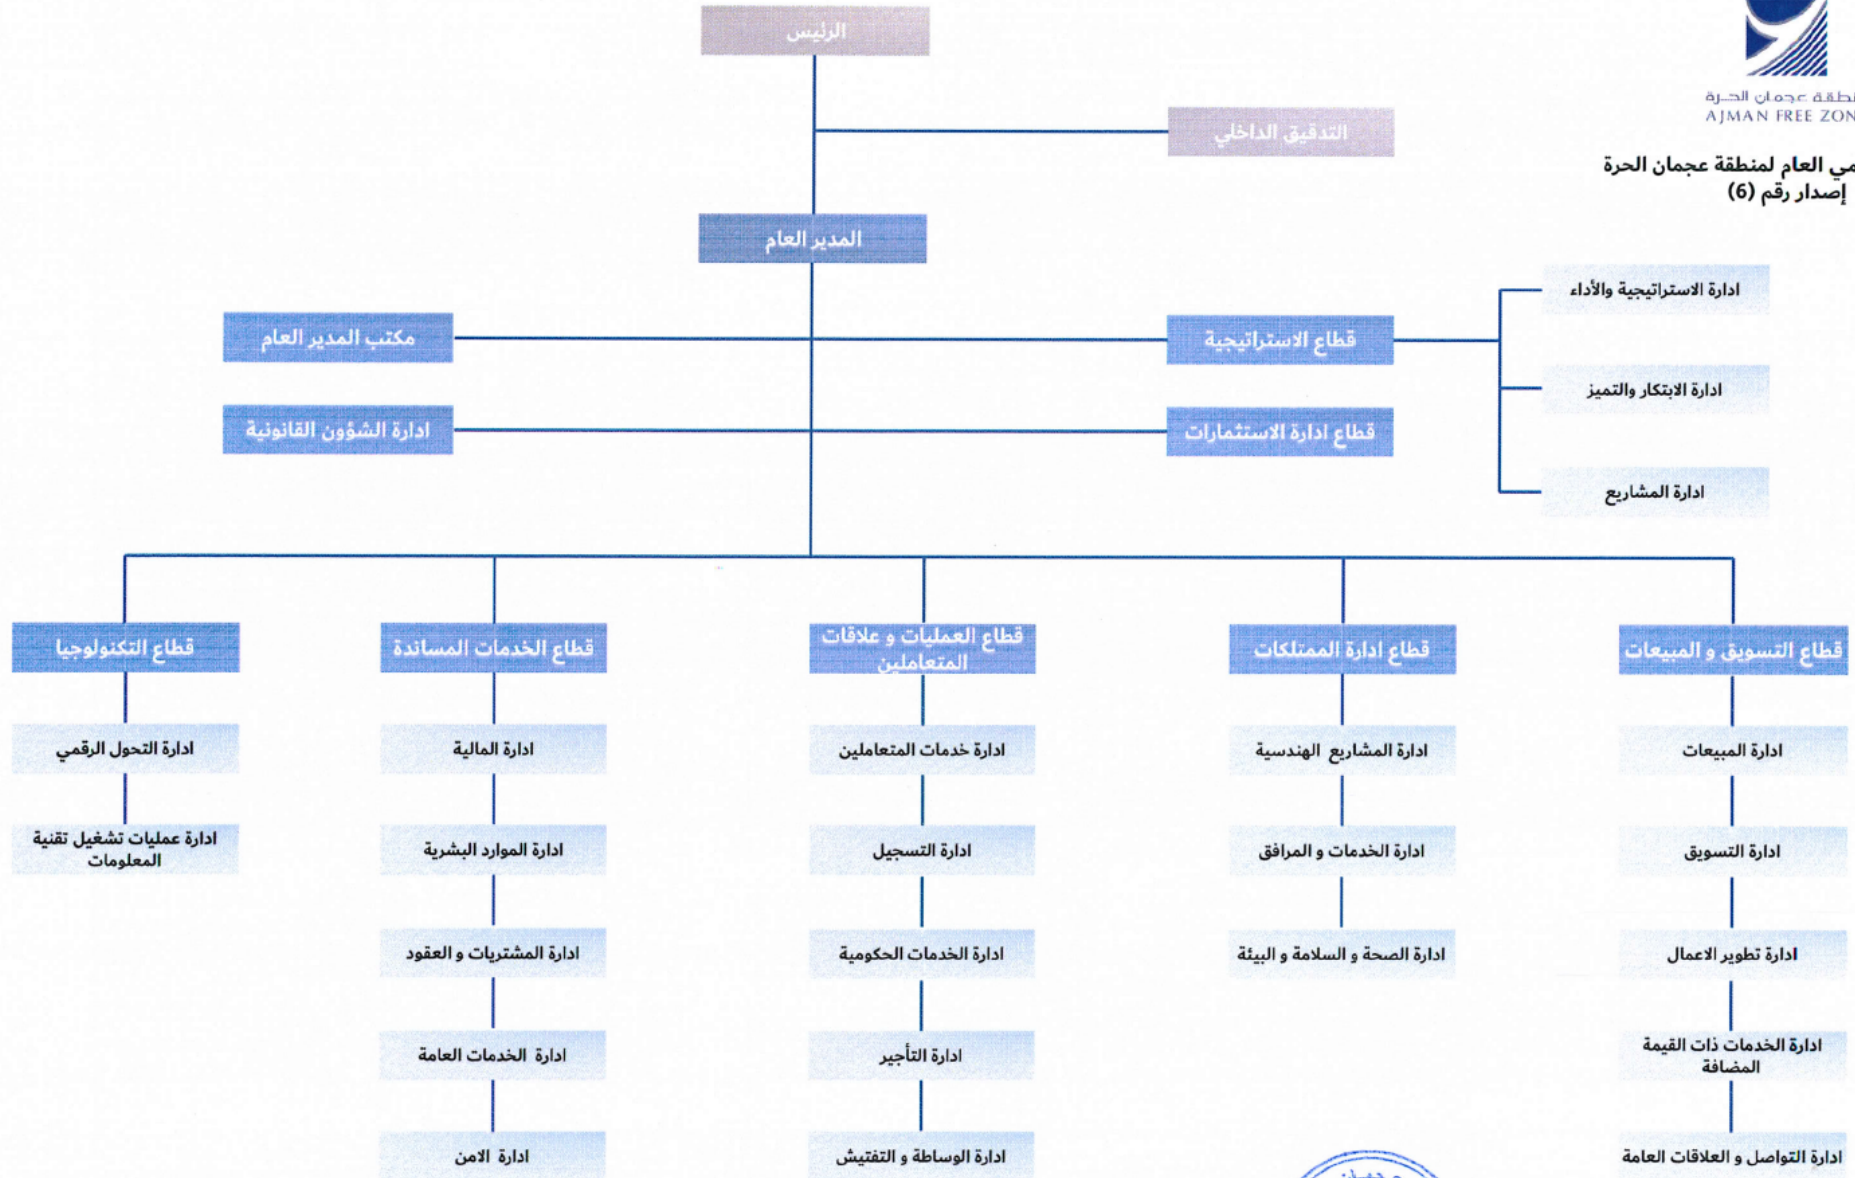 الرئيس
منطقة عجمان الحرة
التدقيق الداخلي
العام لمنطقة عجمان الحرة
إصدار رقم (6)
المدير العام
ادارة الاستراتيجية والأداء
قطاع الاستراتيجية
مكتب المدير العام
ادارة الابتكار والتميز
قطاع ادارة الاستثمارات
ادارة الشؤون القانونية
ادارة المشاريع
قطاع التسويق و المبيعات
قطاع ادارة الممتلكات
قطاع العمليات و علاقات
المتعاملين
قطاع الخدمات المساندة
قطاع التكنولوجيا
ادارة المبيعات
ادارة المشاريع الهندسية
ادارة خدمات المتعاملين
ادارة المالية
ادارة التحول الرقمي
ادارة التسويق
ادارة الخدمات و المرافق
ادارة التسجيل
ادارة الموارد البشرية
ادارة عمليات تشغيل تقنية
المعلومات
ادارة تطوير الاعمال
ادارة الصحة و السلامة و البيئة
ادارة الخدمات الحكومية
ادارة المشتريات و العقود
ادارة الخدمات ذات القيمة
المضافة
ادارة التأجير
ادارة الخدمات العامة
ادارة التواصل و العلاقات العامة
ادارة الوساطة و التفتيش
ادارة الامن
AJMAN FREE ZON